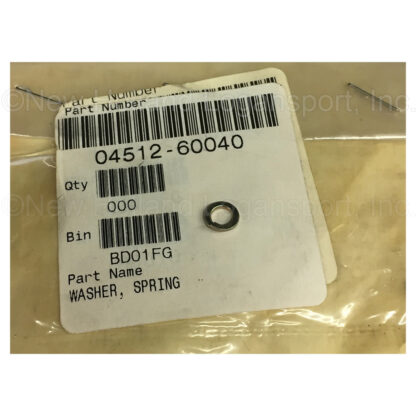 Part Number
Part Number
04512-60040
Qty
000
Bin
BD01FG
Part Name
WASHER, SPRING